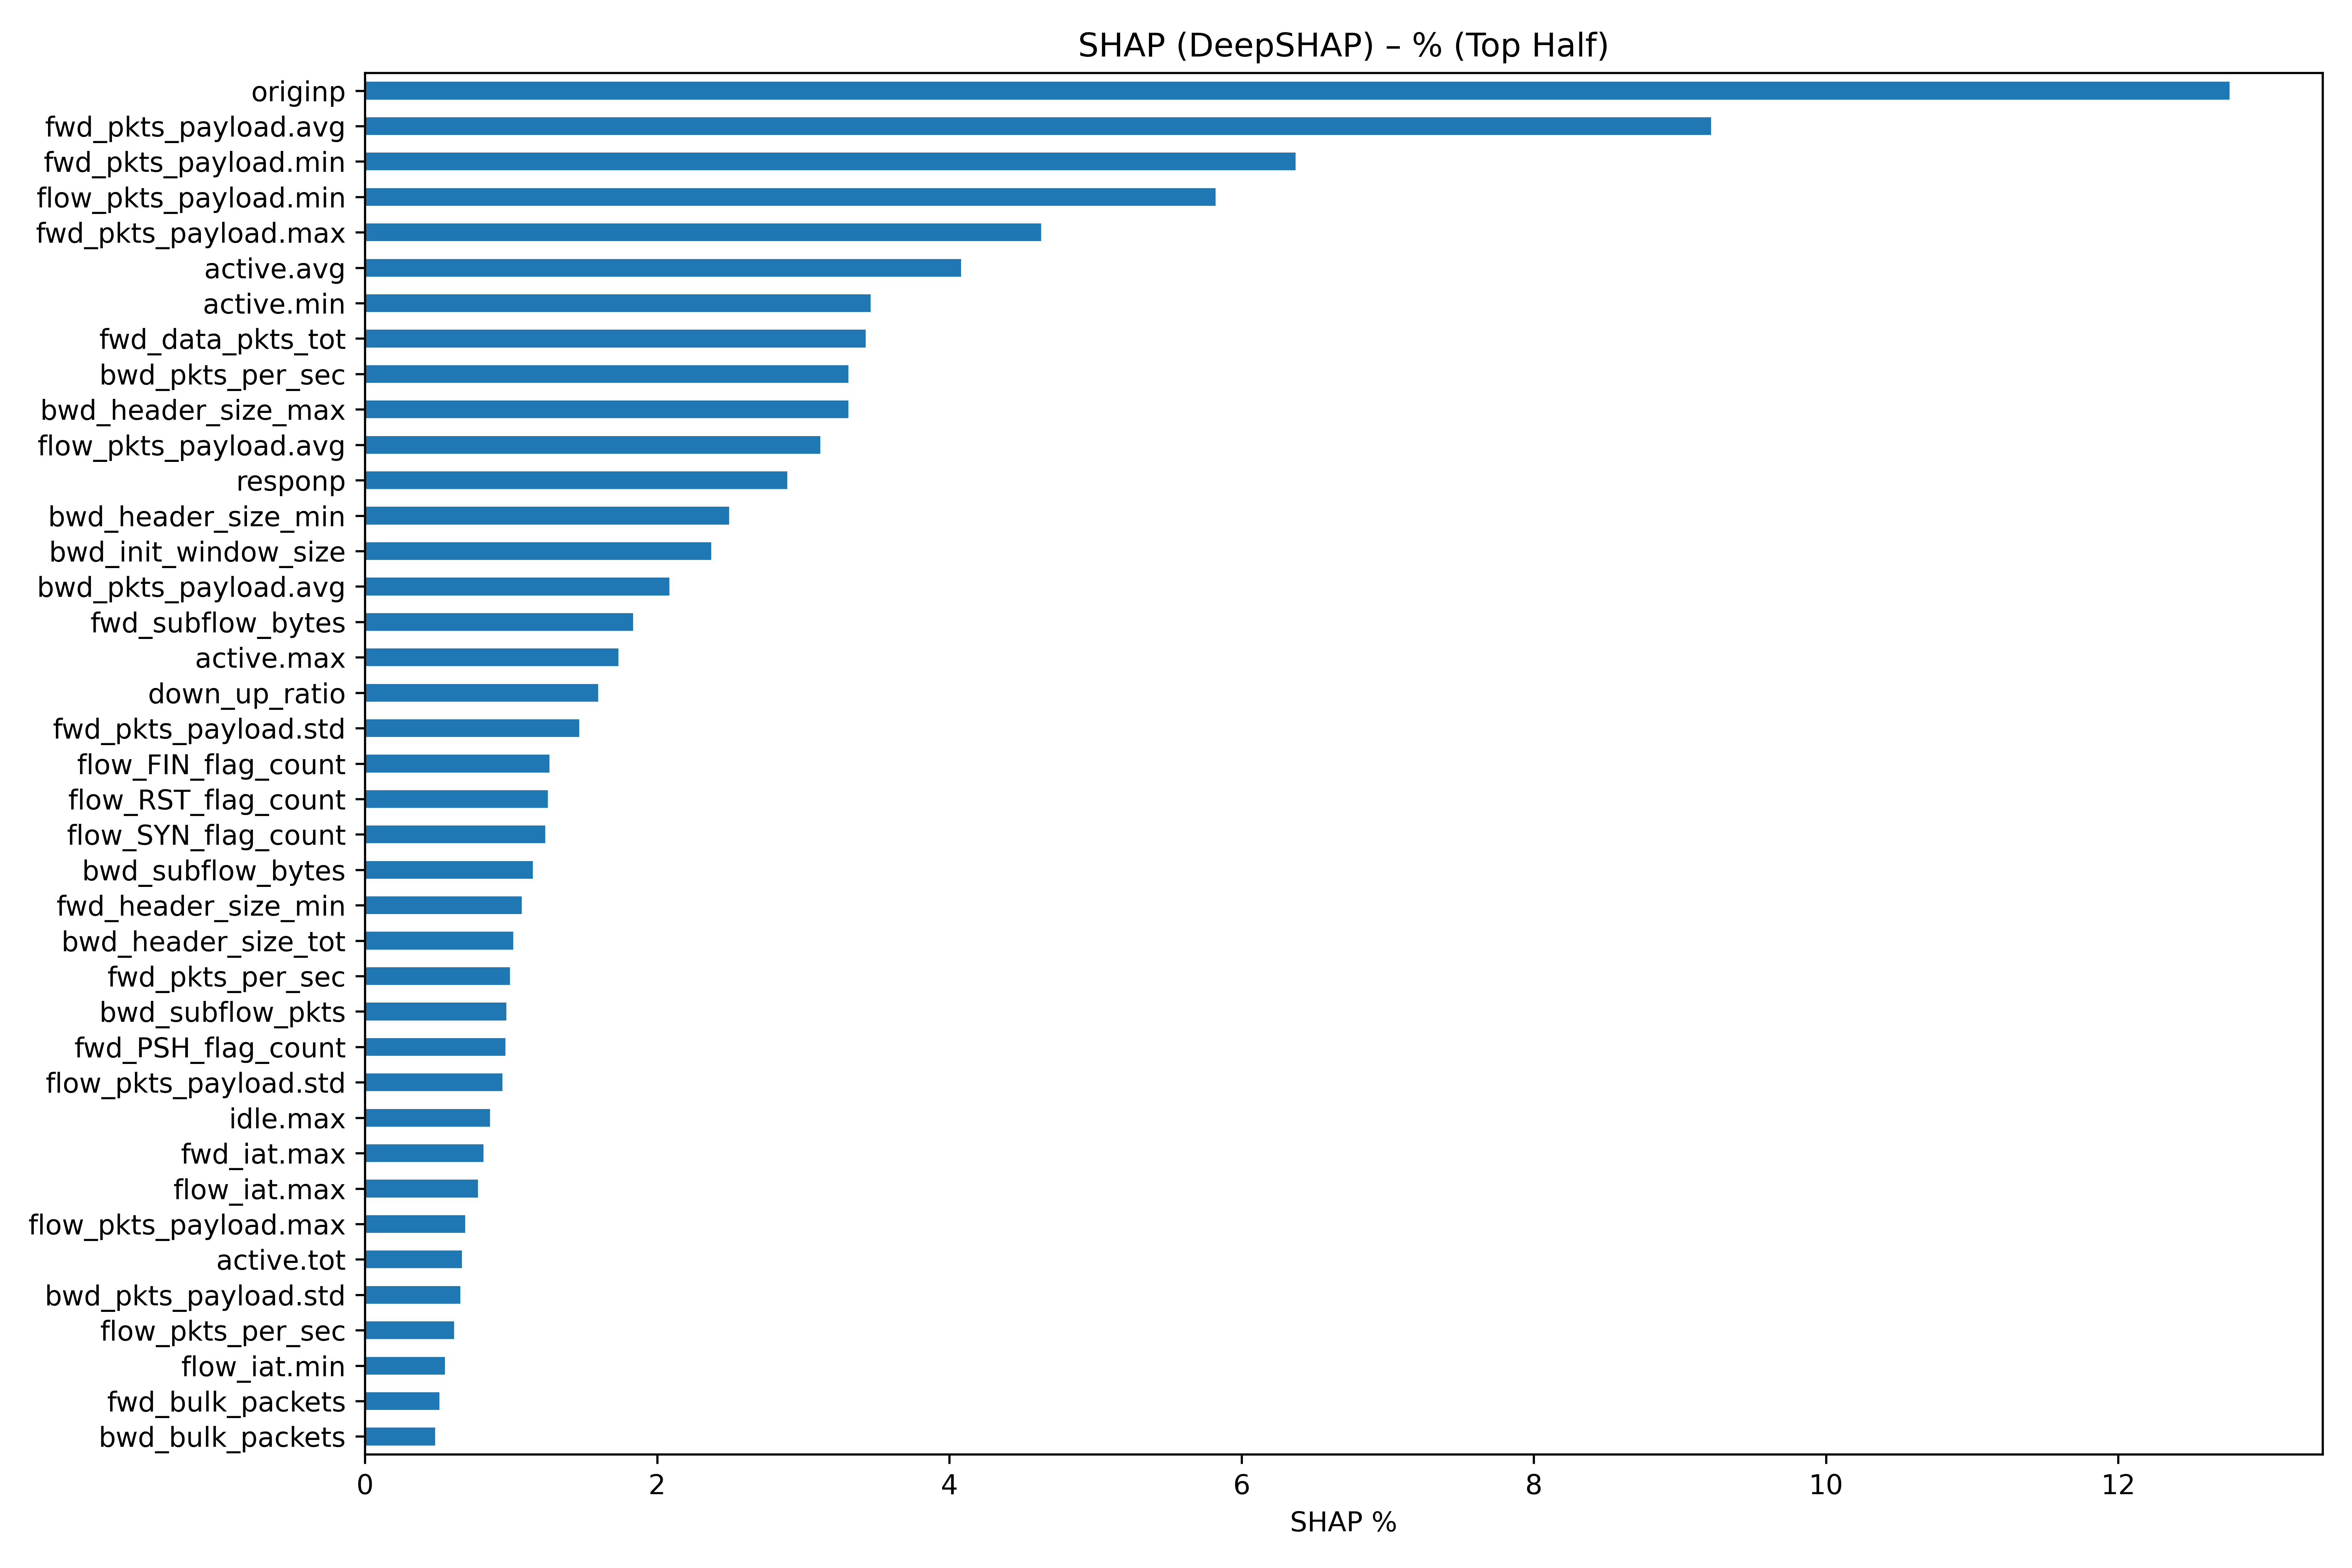 SHAP (DeepSHAP) – % (Top Half)
originp
fwd_pkts_payload.avg
fwd_pkts_payload.min
flow_pkts_payload.min
fwd_pkts_payload.max
active.avg
active.min
fwd_data_pkts_tot
bwd_pkts_per_sec
bwd_header_size_max
flow_pkts_payload.avg
responp
bwd_header_size_min
bwd_init_window_size
bwd_pkts_payload.avg
fwd_subflow_bytes
active.max
down_up_ratio
fwd_pkts_payload.std
flow_FIN_flag_count
flow_RST_flag_count
flow_SYN_flag_count
bwd_subflow_bytes
fwd_header_size_min
bwd_header_size_tot
fwd_pkts_per_sec
bwd_subflow_pkts
fwd_PSH_flag_count
flow_pkts_payload.std
idle.max
fwd_iat.max
flow_iat.max
flow_pkts_payload.max
active.tot
bwd_pkts_payload.std
flow_pkts_per_sec
flow_iat.min
fwd_bulk_packets
bwd_bulk_packets
0 2 4 6 8 10 12
SHAP %